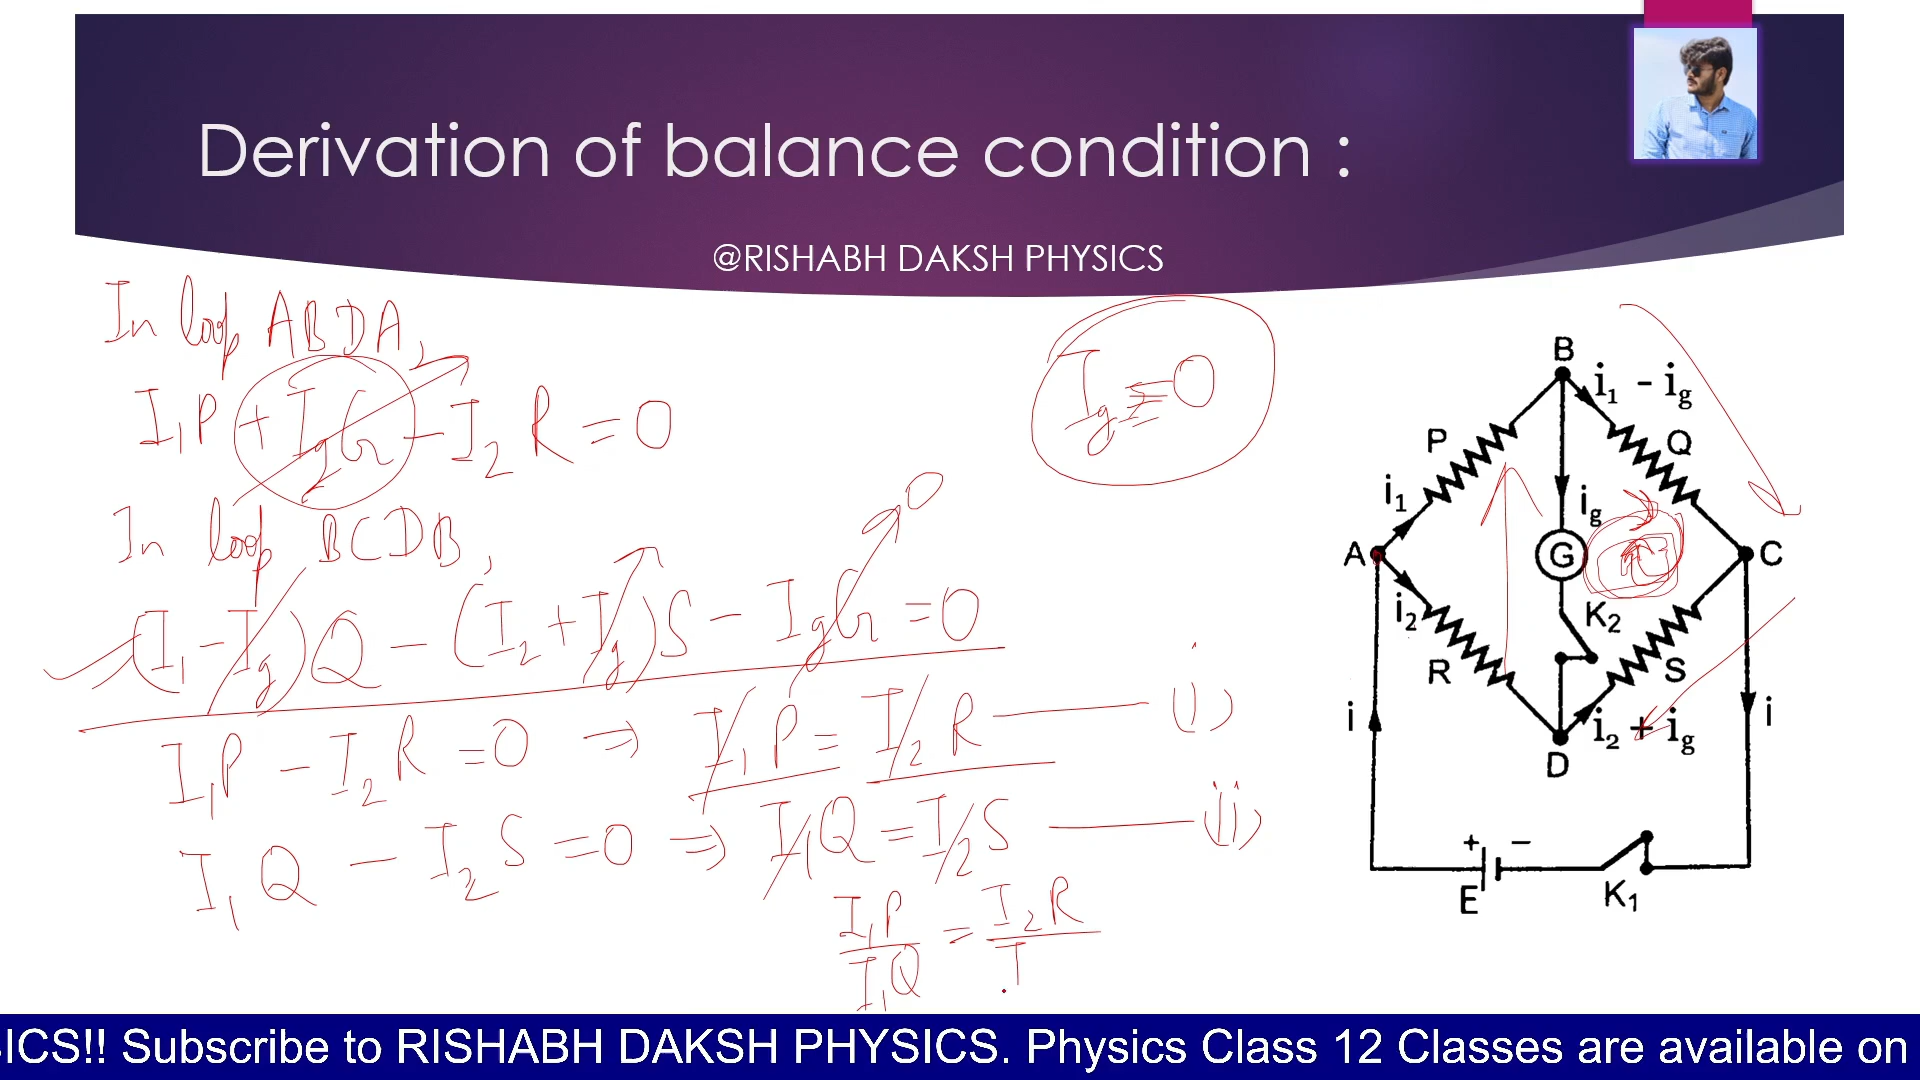 Derivation of balance condition :
@RISHABH DAKSH PHYSICS
In loop ABDA,
I₁P + IgG - I₂R = 0
Ig = 0
In loop BCDB,
0
(I₁ - Ig)Q - (I₂ + Ig)S - IgG = 0
I₁P - I₂R = 0 ⇒ I₁P = I₂R — (i)
I₁Q - I₂S = 0 ⇒ I₁Q = I₂S — (ii)
I₁P = I₂R
I₁Q I
B
i₁ - ig
P
Q
i₁
ig
A
G
C
i₂
K₂
R
S
i
i
i₂ + ig
D
+ −
E
K₁
ICS!! Subscribe to RISHABH DAKSH PHYSICS. Physics Class 12 Classes are available on